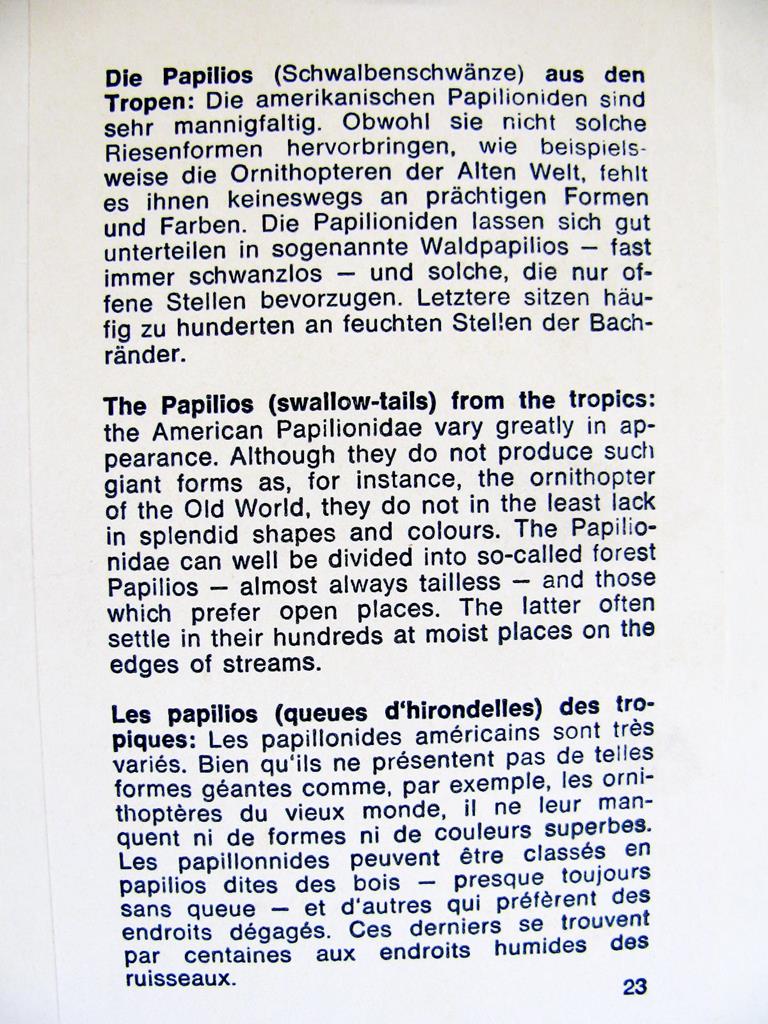 Die Papilios (Schwalbenschwänze) aus den
Tropen: Die amerikanischen Papilioniden sind
sehr mannigfaltig. Obwohl sie nicht solche
Riesenformen hervorbringen, wie beispiels-
weise die Ornithopteren der Alten Welt, fehlt
es ihnen keineswegs an prächtigen Formen
und Farben. Die Papilioniden lassen sich gut
unterteilen in sogenannte Waldpapilios — fast
immer schwanzlos — und solche, die nur of-
fene Stellen bevorzugen. Letztere sitzen häu-
fig zu hunderten an feuchten Stellen der Bach-
ränder.
The Papilios (swallow-tails) from the tropics:
the American Papilionidae vary greatly in ap-
pearance. Although they do not produce such
giant forms as, for instance, the ornithopter
of the Old World, they do not in the least lack
in splendid shapes and colours. The Papilio-
nidae can well be divided into so-called forest
Papilios — almost always tailless — and those
which prefer open places. The latter often
settle in their hundreds at moist places on the
edges of streams.
Les papilios (queues d'hirondelles) des tro-
piques: Les papillonides américains sont très
variés. Bien qu'ils ne présentent pas de telles
formes géantes comme, par exemple, les orni-
thoptères du vieux monde, il ne leur man-
quent ni de formes ni de couleurs superbes.
Les papillonnides peuvent être classés en
papilios dites des bois — presque toujours
sans queue — et d'autres qui préfèrent des
endroits dégagés. Ces derniers se trouvent
par centaines aux endroits humides des
ruisseaux.
23